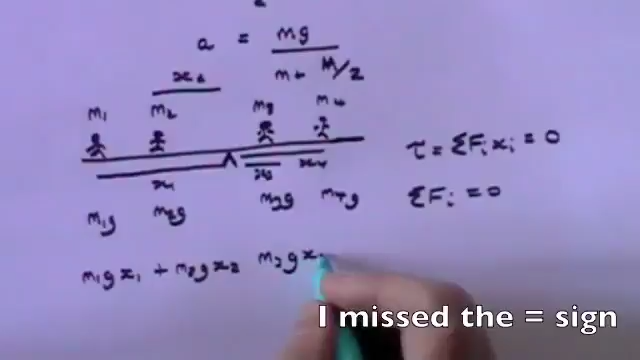 a = mg
m + M/2
x₂
m₁ m₂ m₃ m₄
τ = ΣFᵢxᵢ = 0
x₁ x₃ x₄
m₁g m₂g m₃g m₄g
ΣFᵢ = 0
m₁gx₁ + m₂gx₂ m₃gx
I missed the = sign